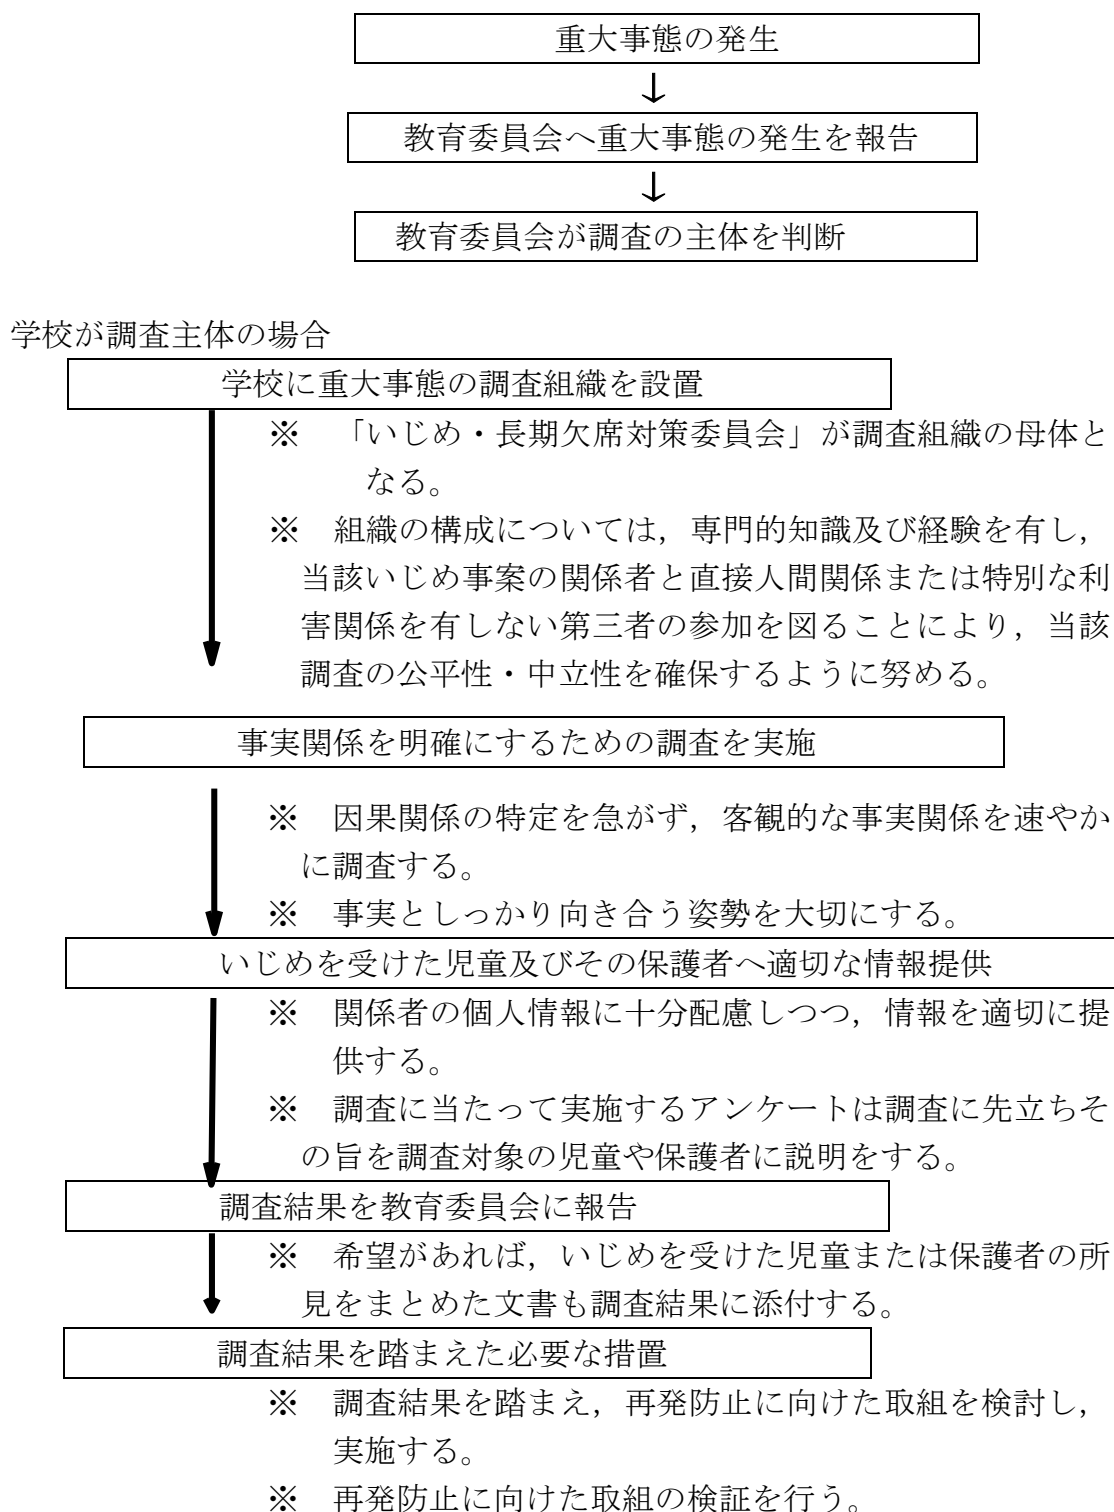 重大事態の発生
↓
教育委員会へ重大事態の発生を報告
↓
教育委員会が調査の主体を判断
学校が調査主体の場合
学校に重大事態の調査組織を設置
※　「いじめ・長期欠席対策委員会」が調査組織の母体と
なる。
※　組織の構成については，専門的知識及び経験を有し，
当該いじめ事案の関係者と直接人間関係または特別な利
害関係を有しない第三者の参加を図ることにより，当該
調査の公平性・中立性を確保するように努める。
事実関係を明確にするための調査を実施
※　因果関係の特定を急がず，客観的な事実関係を速やか
に調査する。
※　事実としっかり向き合う姿勢を大切にする。
いじめを受けた児童及びその保護者へ適切な情報提供
※　関係者の個人情報に十分配慮しつつ，情報を適切に提
供する。
※　調査に当たって実施するアンケートは調査に先立ちそ
の旨を調査対象の児童や保護者に説明をする。
調査結果を教育委員会に報告
※　希望があれば，いじめを受けた児童または保護者の所
見をまとめた文書も調査結果に添付する。
調査結果を踏まえた必要な措置
※　調査結果を踏まえ，再発防止に向けた取組を検討し，
実施する。
※　再発防止に向けた取組の検証を行う。